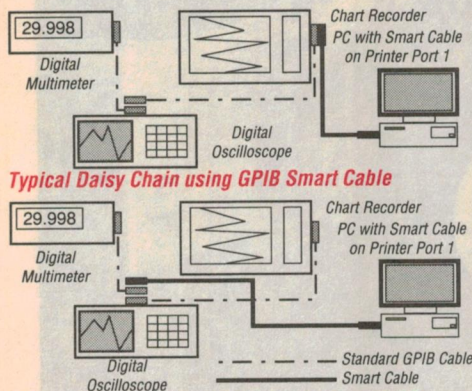 29.998
Digital
Multimeter
Chart Recorder
PC with Smart Cable
on Printer Port 1
Digital
Oscilloscope
Typical Daisy Chain using GPIB Smart Cable
29.998
Digital
Multimeter
Chart Recorder
PC with Smart Cable
on Printer Port 1
Digital
Oscilloscope
Standard GPIB Cable
Smart Cable